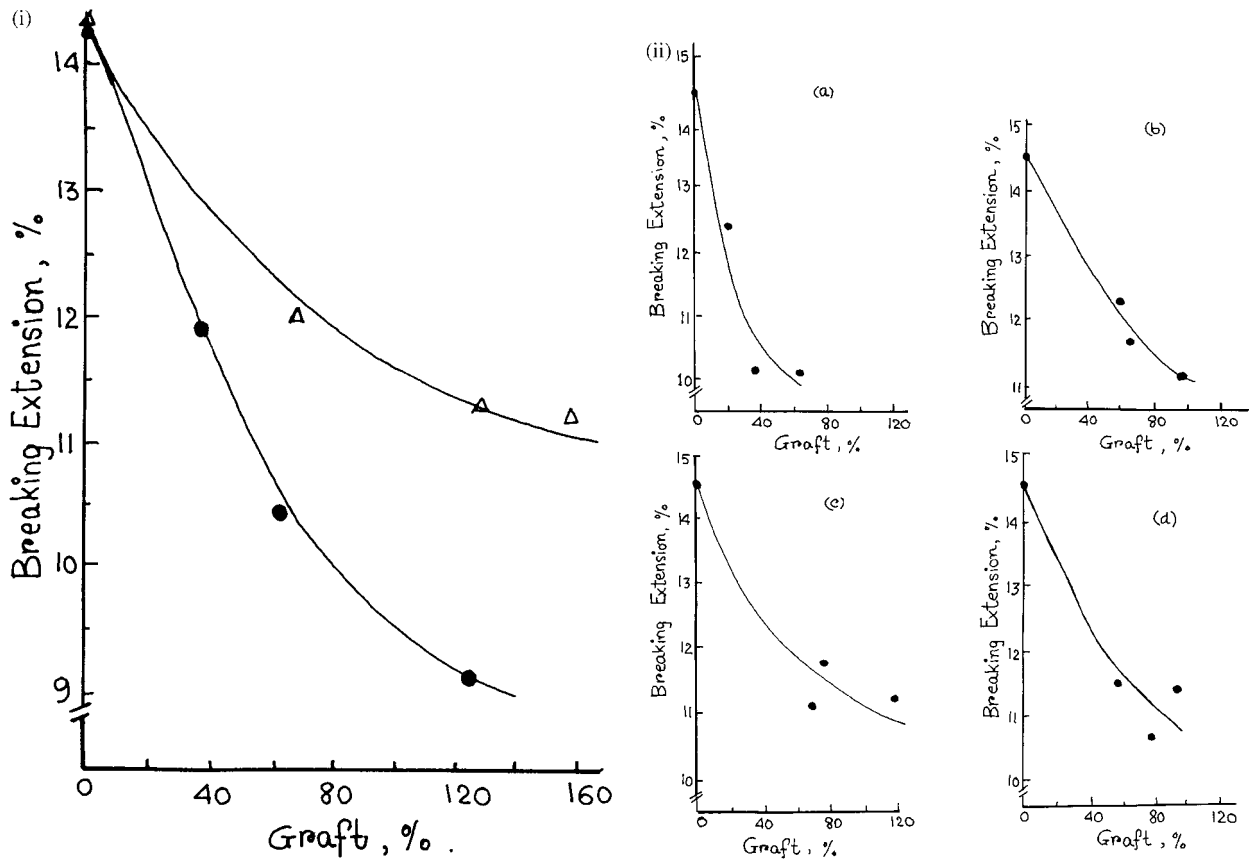 (i)
14
13
12
11
10
9
Breaking Extension, %
0 40 80 120 160
Graft, %.
(ii)
(a)
15
14
13
12
11
10
Breaking Extension, %
0 40 80 120
Graft, %
(b)
15
14
13
12
11
Breaking Extension, %
0 40 80 120
Graft, %
(c)
15
14
13
12
11
10
Breaking Extension, %
0 40 80 120
Graft, %
(d)
15
14
13
12
11
10
Breaking Extension, %
0 40 80 120
Graft, %